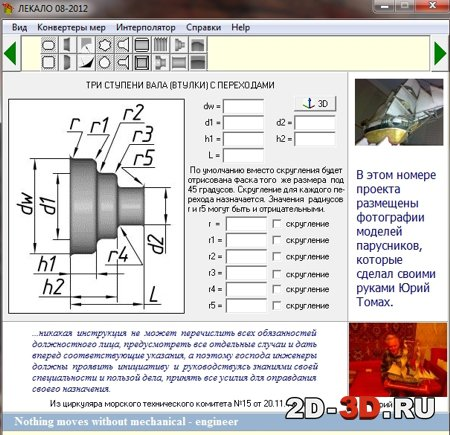 ЛЕКАЛО 08-2012
Вид Конвертеры мер Интерполятор Справки Help
ТРИ СТУПЕНИ ВАЛА (ВТУЛКИ) С ПЕРЕХОДАМИ
r r1 r2 r3 r5
dw d1 d2
r4
h1 h2 L
dw =
3D
d1 = d2 =
h1 = h2 =
L =
По умолчанию вместо скругления будет
отрисована фаска того же размера под
45 градусов. Скругление для каждого пе-
рехода назначается. Значения радиусов
r и r5 могут быть и отрицательными.
r = скругление
r1 = скругление
r2 = скругление
r3 = скругление
r4 = скругление
r5 = скругление
В этом номере
проекта
размещены
фотографии
моделей
парусников,
которые
сделал своими
руками Юрий
Томах.
...никакая инструкция не может перечислить всех обязанностей
должностного лица, предусмотреть все отдельные случаи и дать
вперед соответствующие указания, а поэтому господа инженеры
должны проявить инициативу и руководствуясь знаниями своей
специальности и пользой дела, принять все усилия для оправдания
своего назначения.
Из циркуляра морского технического комитета №15 от 20.11.
2D-3D.RU
Nothing moves without mechanical - engineer